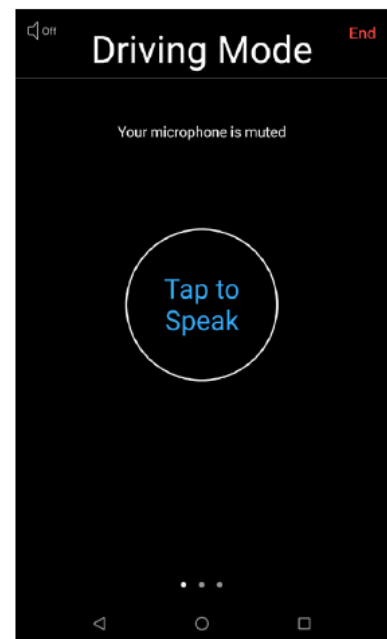 Off
Driving Mode
End
Your microphone is muted
Tap to
Speak